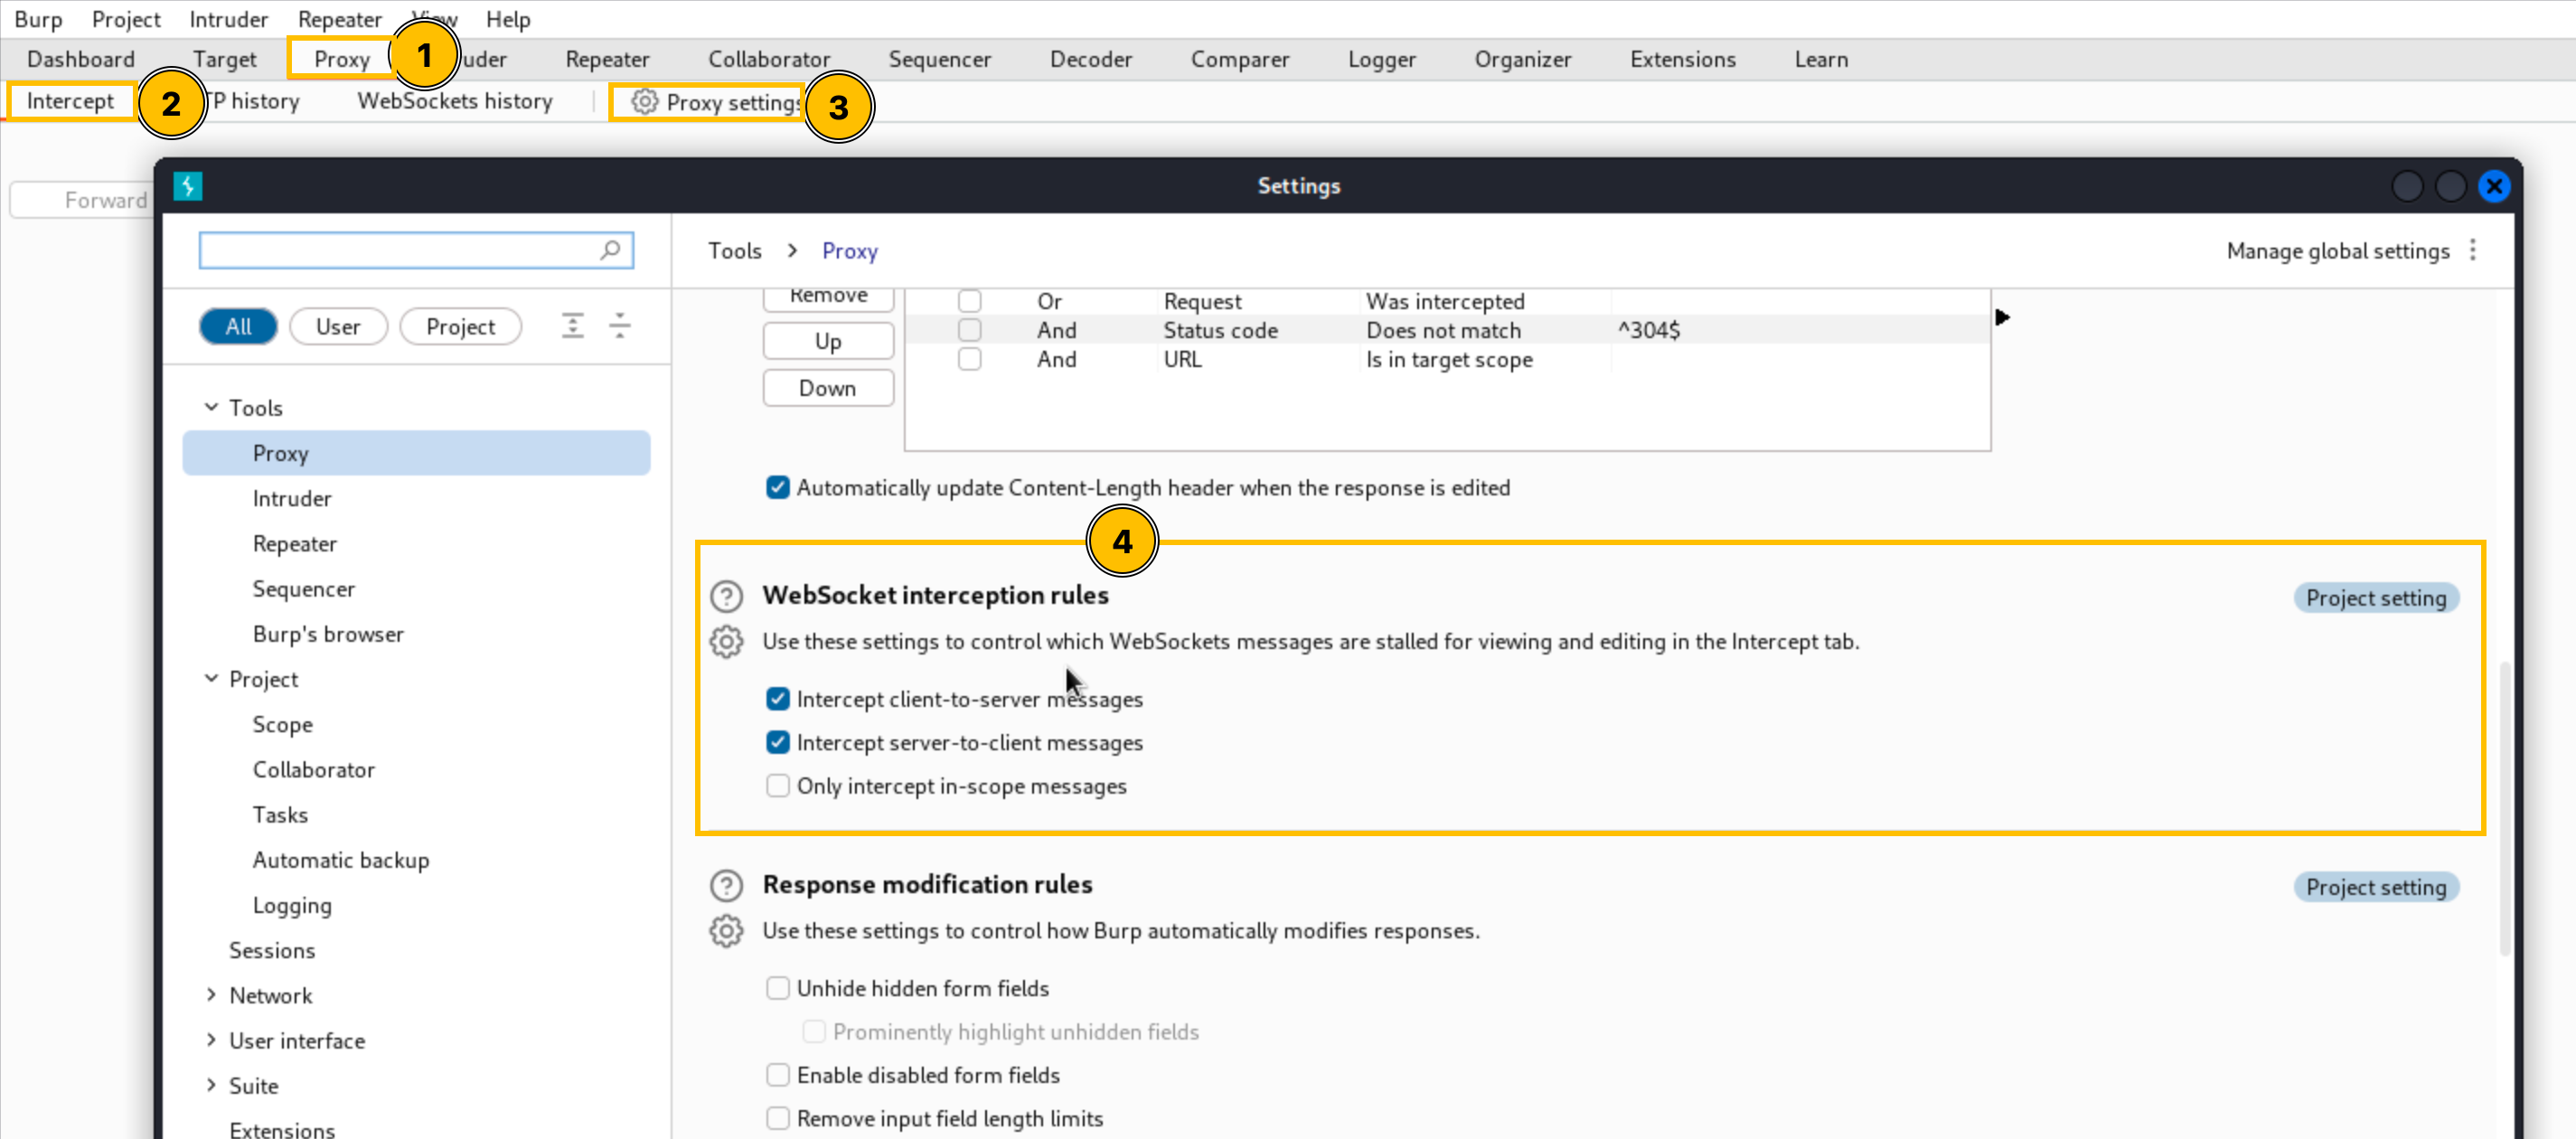 Burp Project Intruder Repeater View Help
Dashboard Target Proxy 1 uder Repeater Collaborator Sequencer Decoder Comparer Logger Organizer Extensions Learn
Intercept 2 TP history WebSockets history Proxy settings 3
Forward
Settings
Tools > Proxy Manage global settings
All User Project
Tools
Proxy
Intruder
Repeater
Sequencer
Burp's browser
Project
Scope
Collaborator
Tasks
Automatic backup
Logging
Sessions
Network
User interface
Suite
Extensions
Remove
Up
Down
Or Request Was intercepted
And Status code Does not match ^304$
And URL Is in target scope
Automatically update Content-Length header when the response is edited
4
WebSocket interception rules Project setting
Use these settings to control which WebSockets messages are stalled for viewing and editing in the Intercept tab.
Intercept client-to-server messages
Intercept server-to-client messages
Only intercept in-scope messages
Response modification rules Project setting
Use these settings to control how Burp automatically modifies responses.
Unhide hidden form fields
Prominently highlight unhidden fields
Enable disabled form fields
Remove input field length limits